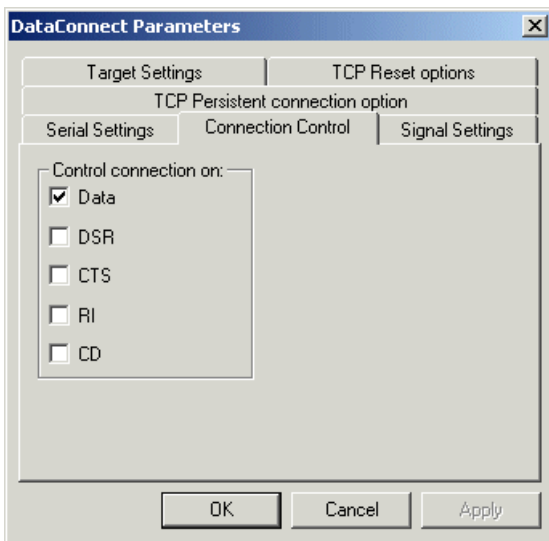 DataConnect Parameters
Target Settings TCP Reset options
TCP Persistent connection option
Serial Settings Connection Control Signal Settings
Control connection on:
Data
DSR
CTS
RI
CD
OK Cancel Apply